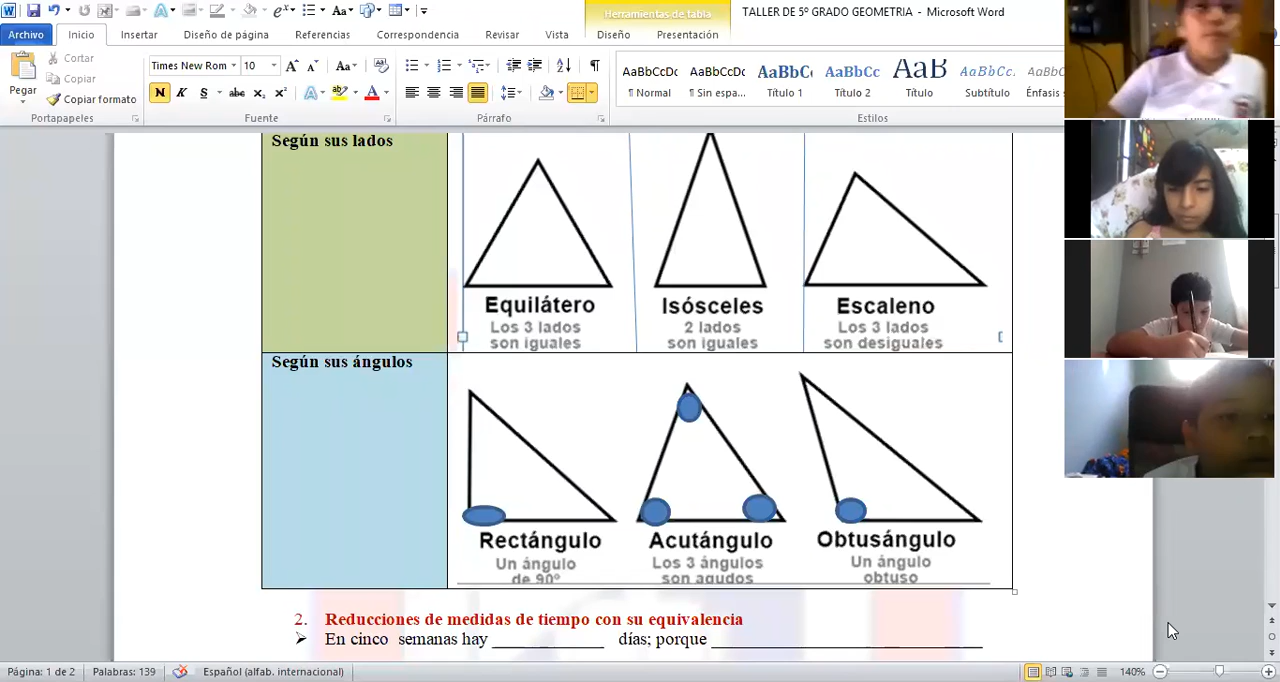 Herramientas de tabla
TALLER DE 5º GRADO GEOMETRIA - Microsoft Word
Archivo Inicio Insertar Diseño de página Referencias Correspondencia Revisar Vista Diseño Presentación
Cortar
Copiar
Copiar formato
Pegar
Portapapeles
Times New Rom 10
N K S abc x₂ x²
Fuente
Párrafo
AaBbCcDc AaBbCcDc AaBbC AaBbCc AaB AaBbCc AaBbCc
¶ Normal ¶ Sin espa... Título 1 Título 2 Título Subtítulo Énfasis
Estilos
Según sus lados
Equilátero Isósceles Escaleno
Los 3 lados 2 lados Los 3 lados
son iguales son iguales son desiguales
Según sus ángulos
Rectángulo Acutángulo Obtusángulo
Un ángulo Los 3 ángulos Un ángulo
de 90º son agudos obtuso
2. Reducciones de medidas de tiempo con su equivalencia
➢ En cinco semanas hay ___________ días; porque ___________________________
Página: 1 de 2 Palabras: 139 Español (alfab. internacional) 140%